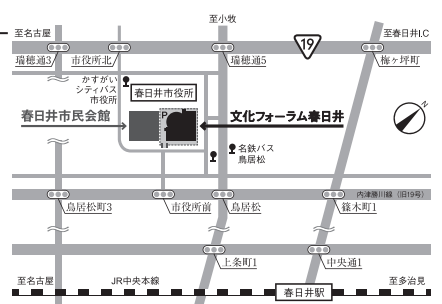 至小牧
至名古屋
19
至春日井I.C
瑞穂通3
市役所北
瑞穂通5
梅ヶ坪町
かすがい
シティバス
市役所
春日井市役所
春日井市民会館
P
文化フォーラム春日井
名鉄バス
鳥居松
内津勝川線（旧19号）
鳥居松町3
市役所前
鳥居松
篠木町1
上条町1
中央通1
至名古屋
JR中央本線
春日井駅
至多治見